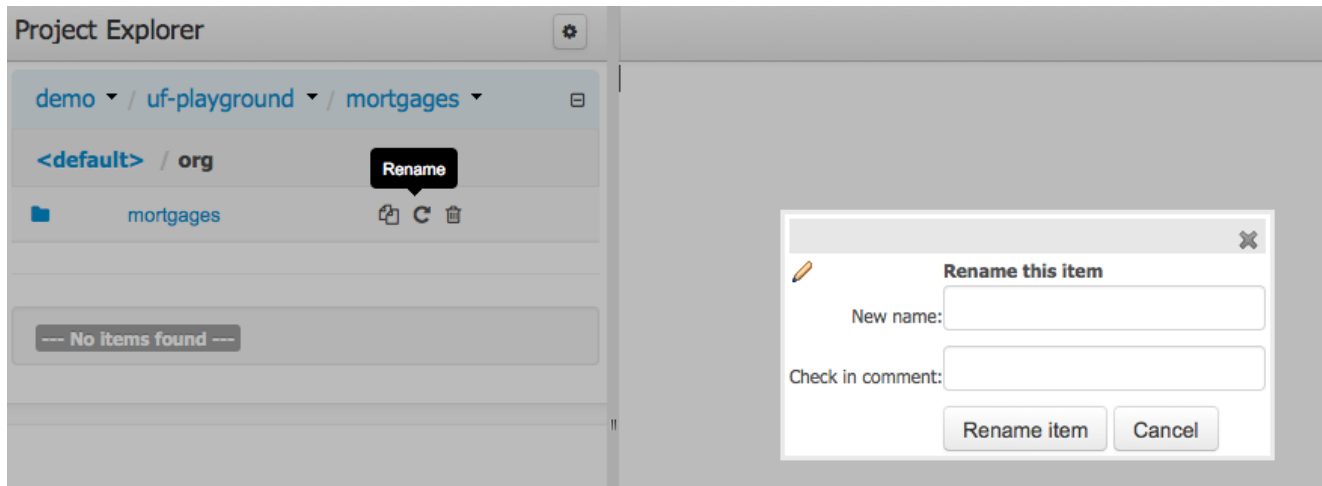 Project Explorer
demo / uf-playground / mortgages
<default> / org
Rename
mortgages
--- No items found ---
Rename this item
New name:
Check in comment:
Rename item Cancel